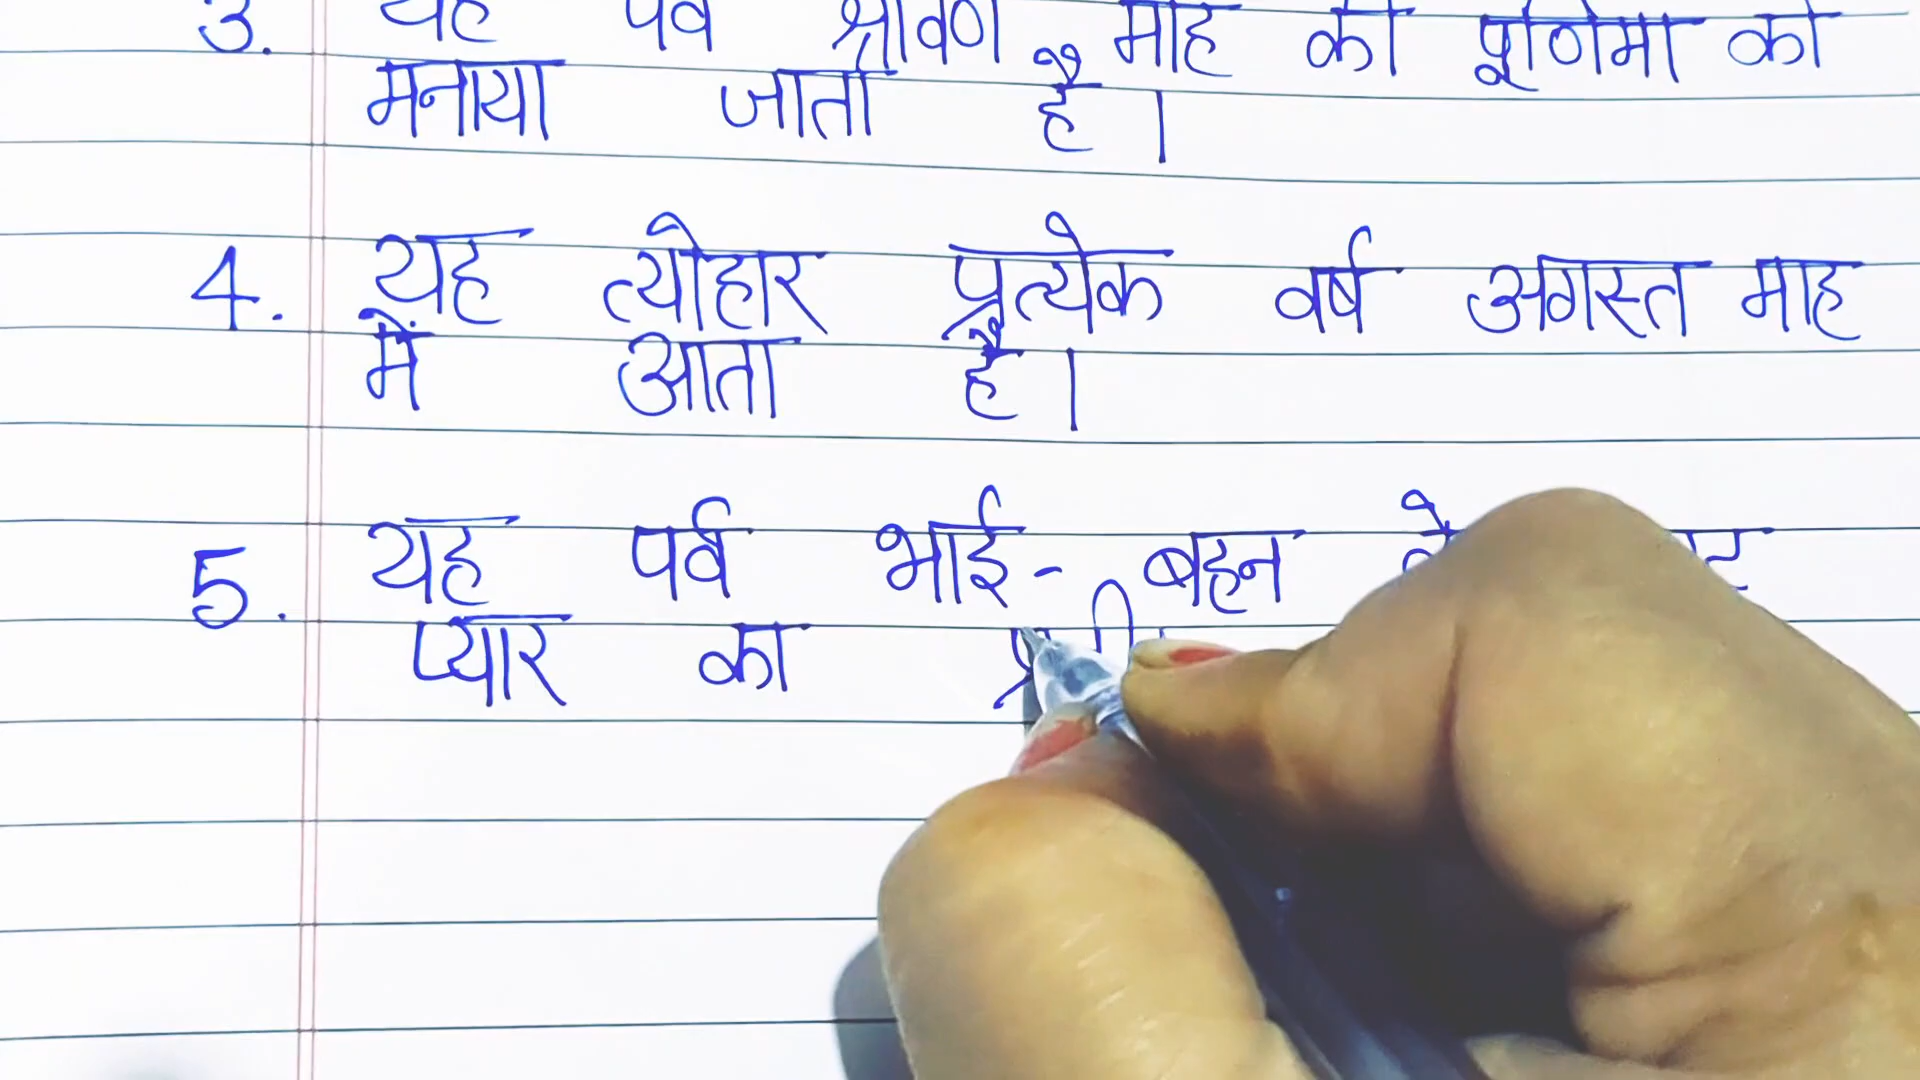 3. यह पर्व श्रावण माह की पूर्णिमा को
मनाया जाता है।
4. यह त्योहार प्रत्येक वर्ष अगस्त माह
में आता है।
5. यह पर्व भाई- बहन के
प्यार का